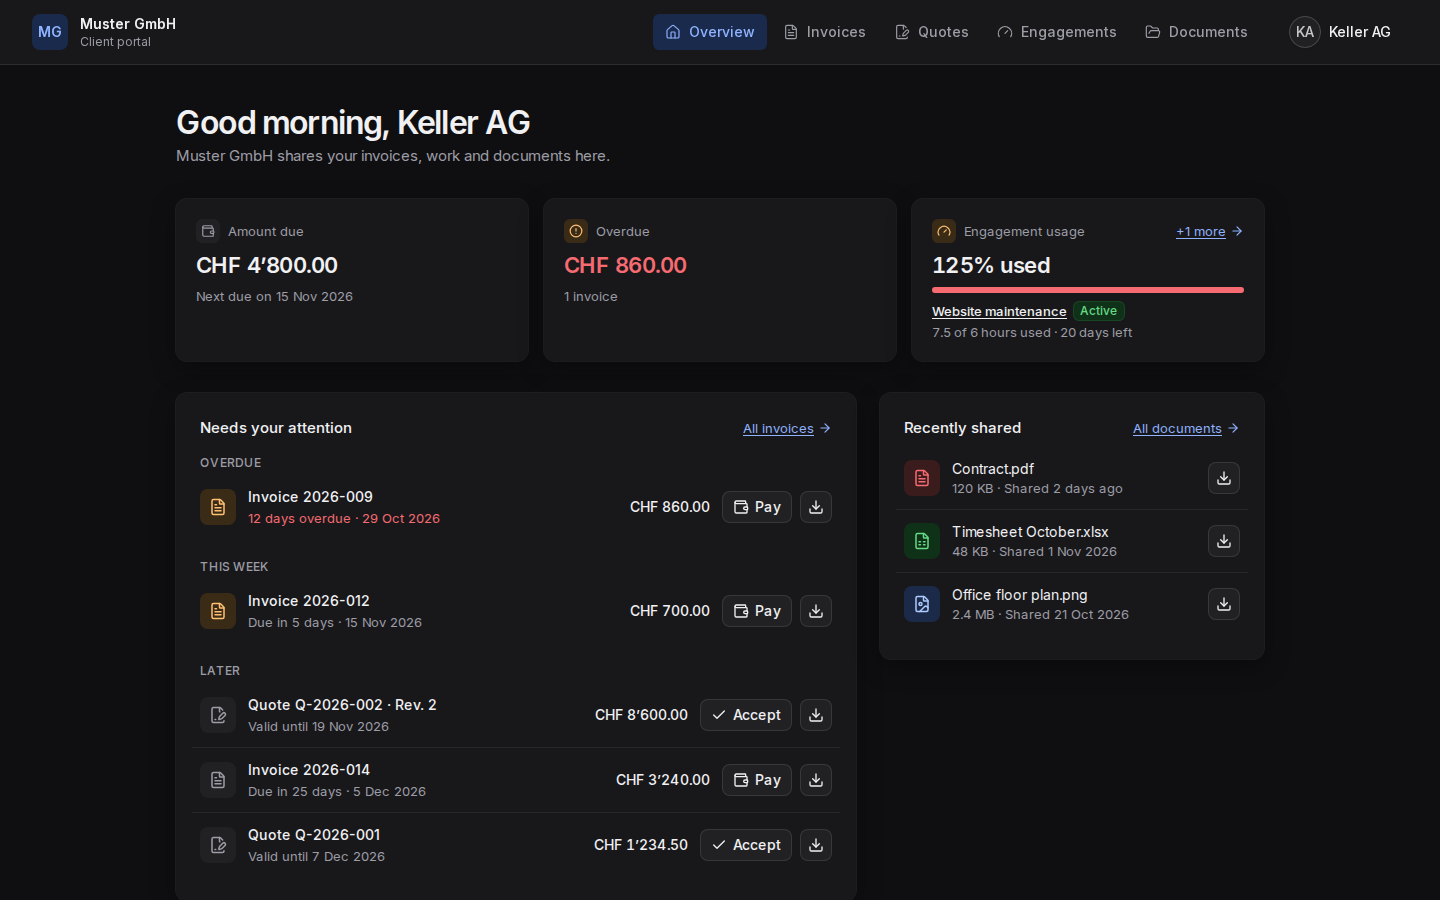 MG
Muster GmbH
Client portal
Overview
Invoices
Quotes
Engagements
Documents
KA
Keller AG
Good morning, Keller AG
Muster GmbH shares your invoices, work and documents here.
Amount due
CHF 4’800.00
Next due on 15 Nov 2026
Overdue
CHF 860.00
1 invoice
Engagement usage
+1 more
125% used
Website maintenance Active
7.5 of 6 hours used · 20 days left
Needs your attention
All invoices
OVERDUE
Invoice 2026-009
12 days overdue · 29 Oct 2026
CHF 860.00
Pay
THIS WEEK
Invoice 2026-012
Due in 5 days · 15 Nov 2026
CHF 700.00
Pay
LATER
Quote Q-2026-002 · Rev. 2
Valid until 19 Nov 2026
CHF 8’600.00
Accept
Invoice 2026-014
Due in 25 days · 5 Dec 2026
CHF 3’240.00
Pay
Quote Q-2026-001
Valid until 7 Dec 2026
CHF 1’234.50
Accept
Recently shared
All documents
Contract.pdf
120 KB · Shared 2 days ago
Timesheet October.xlsx
48 KB · Shared 1 Nov 2026
Office floor plan.png
2.4 MB · Shared 21 Oct 2026